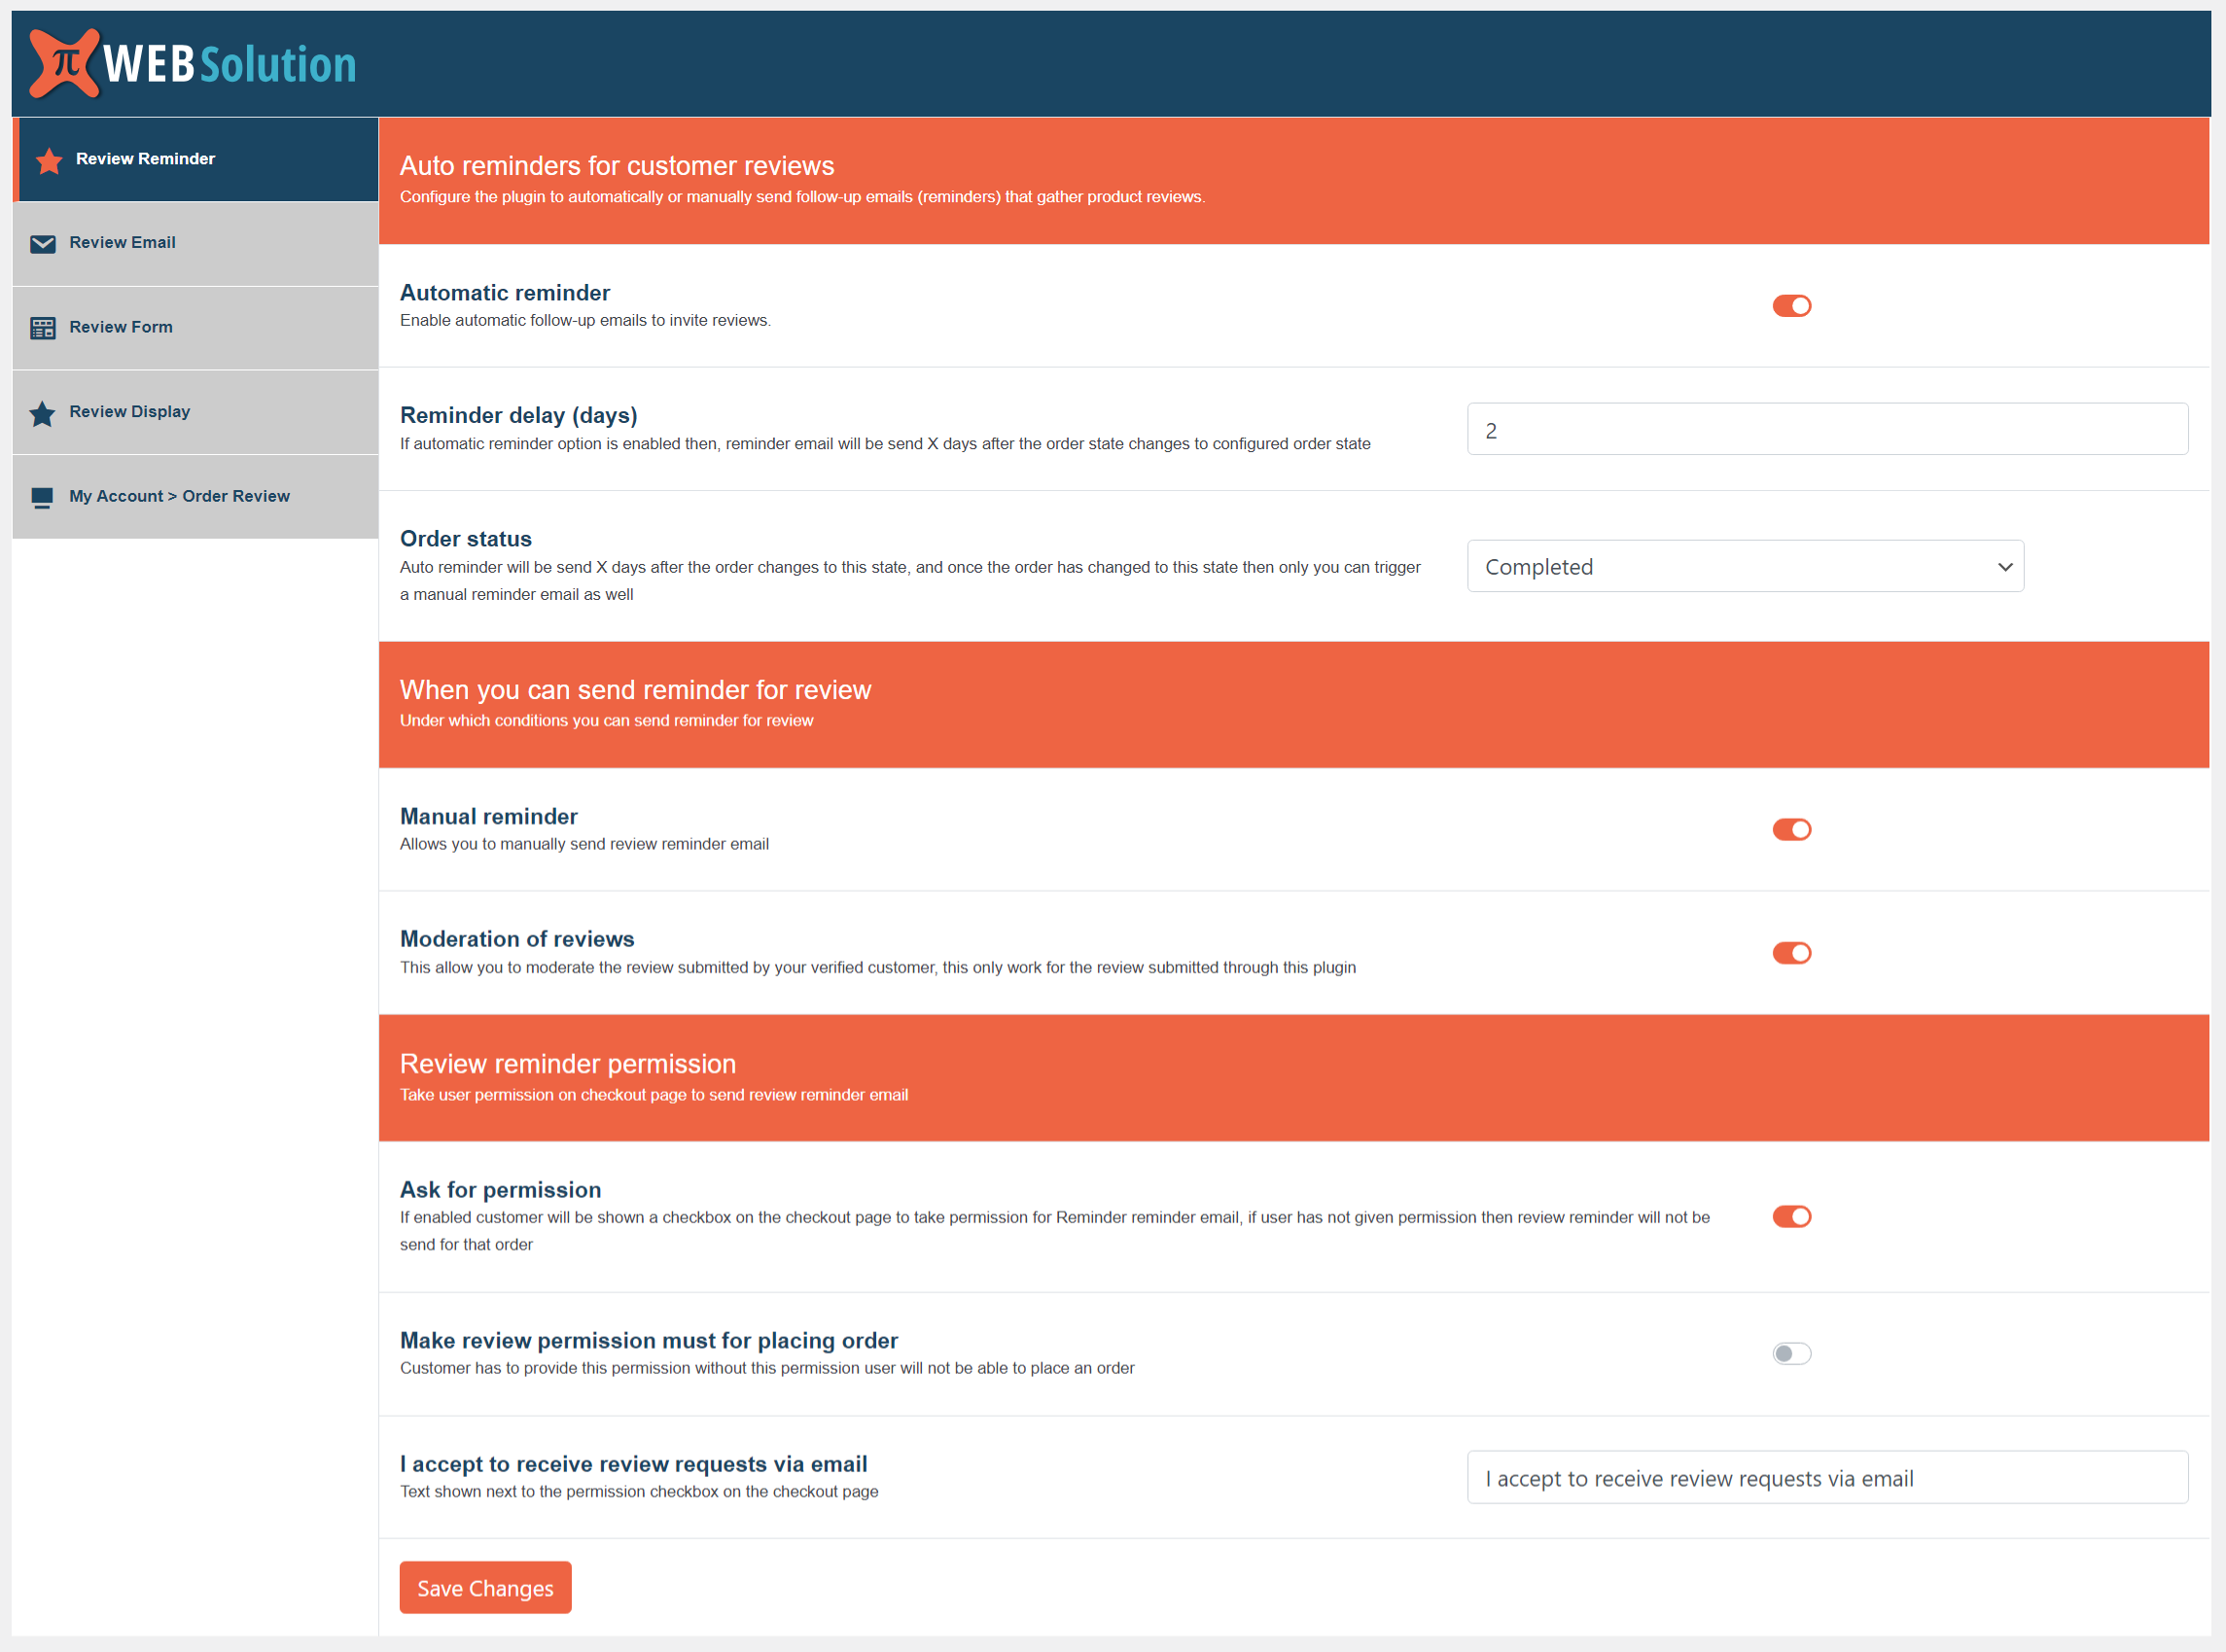 π WEB Solution
Review Reminder
Review Email
Review Form
Review Display
My Account > Order Review
Auto reminders for customer reviews
Configure the plugin to automatically or manually send follow-up emails (reminders) that gather product reviews.
Automatic reminder
Enable automatic follow-up emails to invite reviews.
Reminder delay (days)
If automatic reminder option is enabled then, reminder email will be send X days after the order state changes to configured order state
2
Order status
Auto reminder will be send X days after the order changes to this state, and once the order has changed to this state then only you can trigger
a manual reminder email as well
Completed
When you can send reminder for review
Under which conditions you can send reminder for review
Manual reminder
Allows you to manually send review reminder email
Moderation of reviews
This allow you to moderate the review submitted by your verified customer, this only work for the review submitted through this plugin
Review reminder permission
Take user permission on checkout page to send review reminder email
Ask for permission
If enabled customer will be shown a checkbox on the checkout page to take permission for Reminder reminder email, if user has not given permission then review reminder will not be
send for that order
Make review permission must for placing order
Customer has to provide this permission without this permission user will not be able to place an order
I accept to receive review requests via email
Text shown next to the permission checkbox on the checkout page
I accept to receive review requests via email
Save Changes